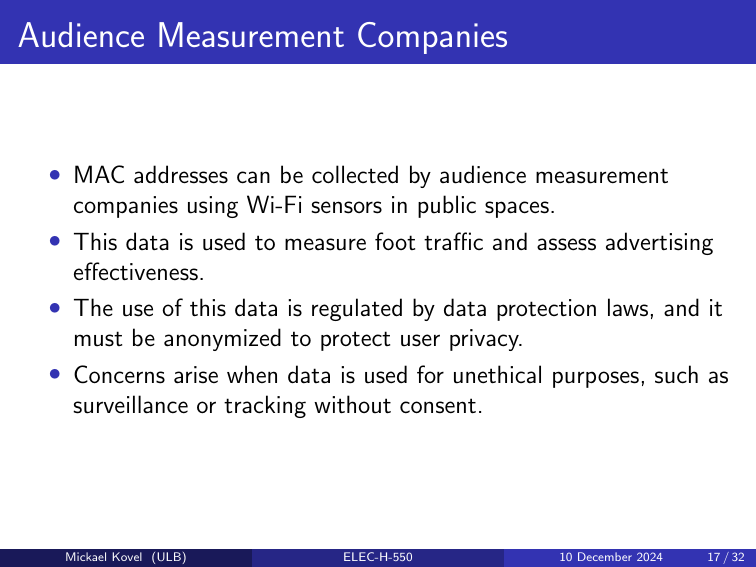 Audience Measurement Companies
• MAC addresses can be collected by audience measurement
companies using Wi-Fi sensors in public spaces.
• This data is used to measure foot traffic and assess advertising
effectiveness.
• The use of this data is regulated by data protection laws, and it
must be anonymized to protect user privacy.
• Concerns arise when data is used for unethical purposes, such as
surveillance or tracking without consent.
Mickael Kovel (ULB) ELEC-H-550 10 December 2024 17 / 32